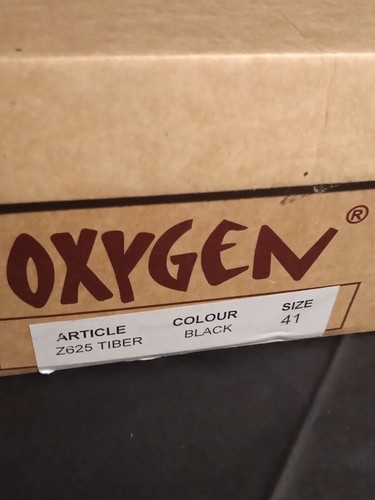 OXYGEN®
ARTICLE COLOUR SIZE
Z625 TIBER BLACK 41